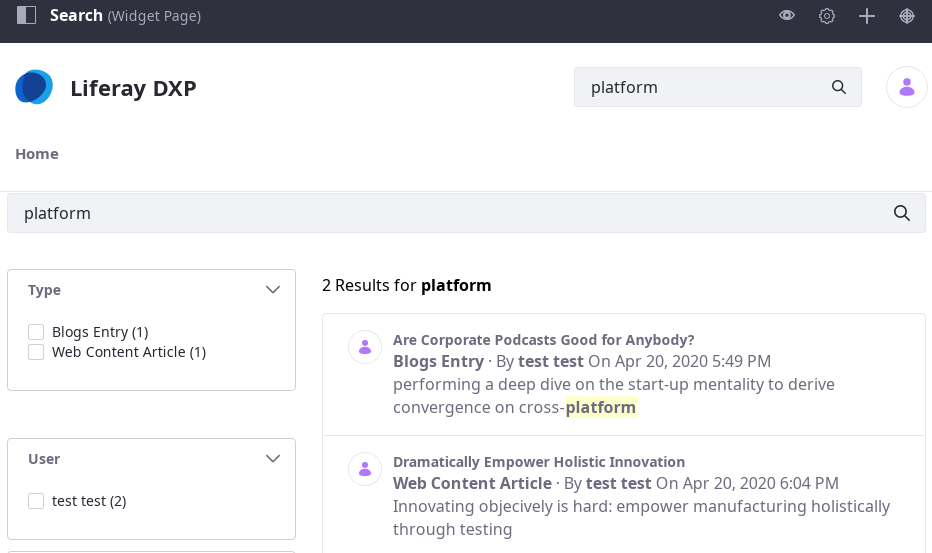 Search (Widget Page)
Liferay DXP
platform
Home
platform
Type
Blogs Entry (1)
Web Content Article (1)
User
test test (2)
2 Results for platform
Are Corporate Podcasts Good for Anybody?
Blogs Entry · By test test On Apr 20, 2020 5:49 PM
performing a deep dive on the start-up mentality to derive
convergence on cross-platform
Dramatically Empower Holistic Innovation
Web Content Article · By test test On Apr 20, 2020 6:04 PM
Innovating objecively is hard: empower manufacturing holistically
through testing